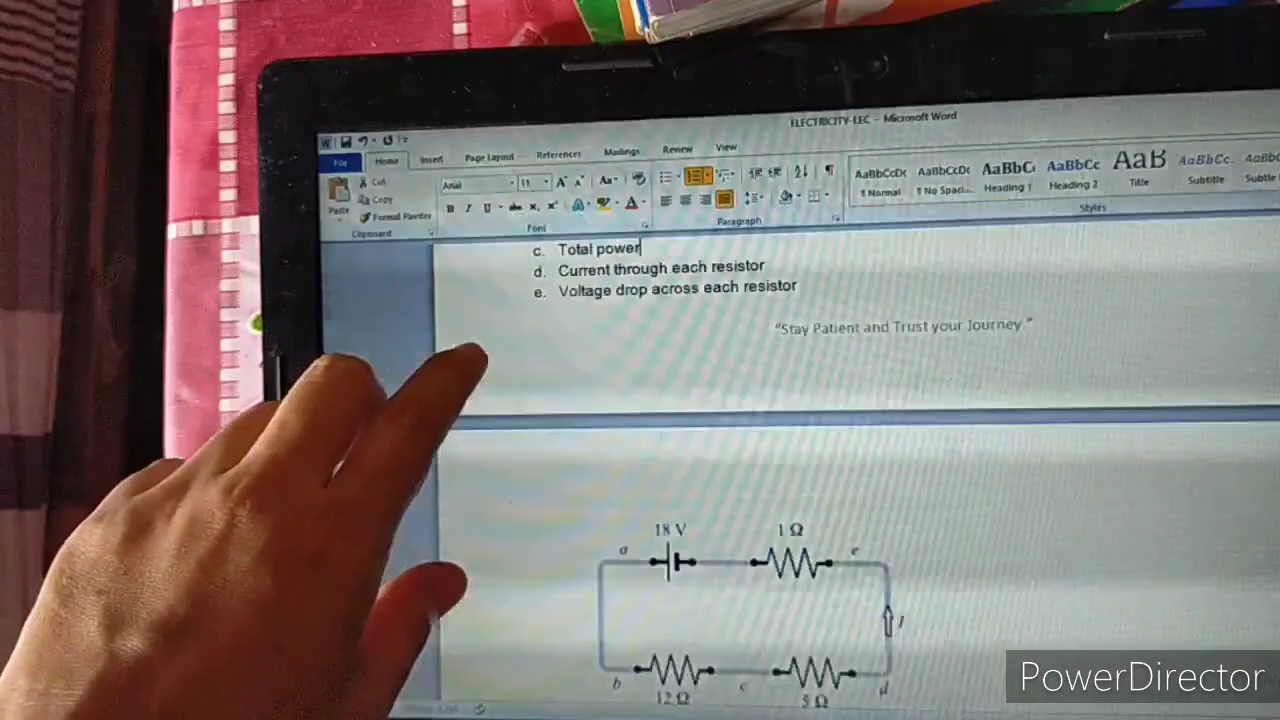 ELECTRICITY-LEC - Microsoft Word
File Home Insert Page Layout References Mailings Review View
Cut
Copy
Format Painter
Paste
Clipboard
Arial 11
Font
Paragraph
AaBbCcDc AaBbCcDc AaBbC AaBbCc AaB AaBbCc.
¶ Normal ¶ No Spaci... Heading 1 Heading 2 Title Subtitle
Styles
c. Total power
d. Current through each resistor
e. Voltage drop across each resistor
“Stay Patient and Trust your Journey.”
18 V 1 Ω
a e
I
b c d
12 Ω 5 Ω
PowerDirector